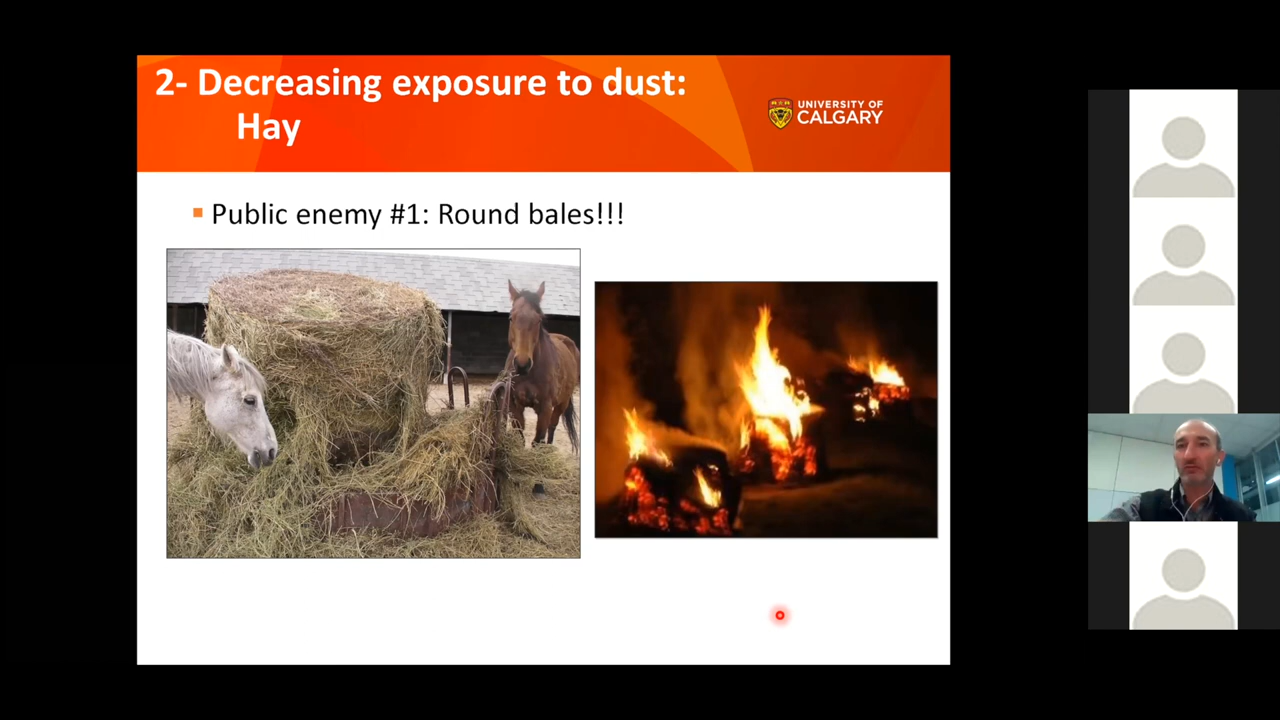 2- Decreasing exposure to dust:
Hay
UNIVERSITY OF
CALGARY
Public enemy #1: Round bales!!!